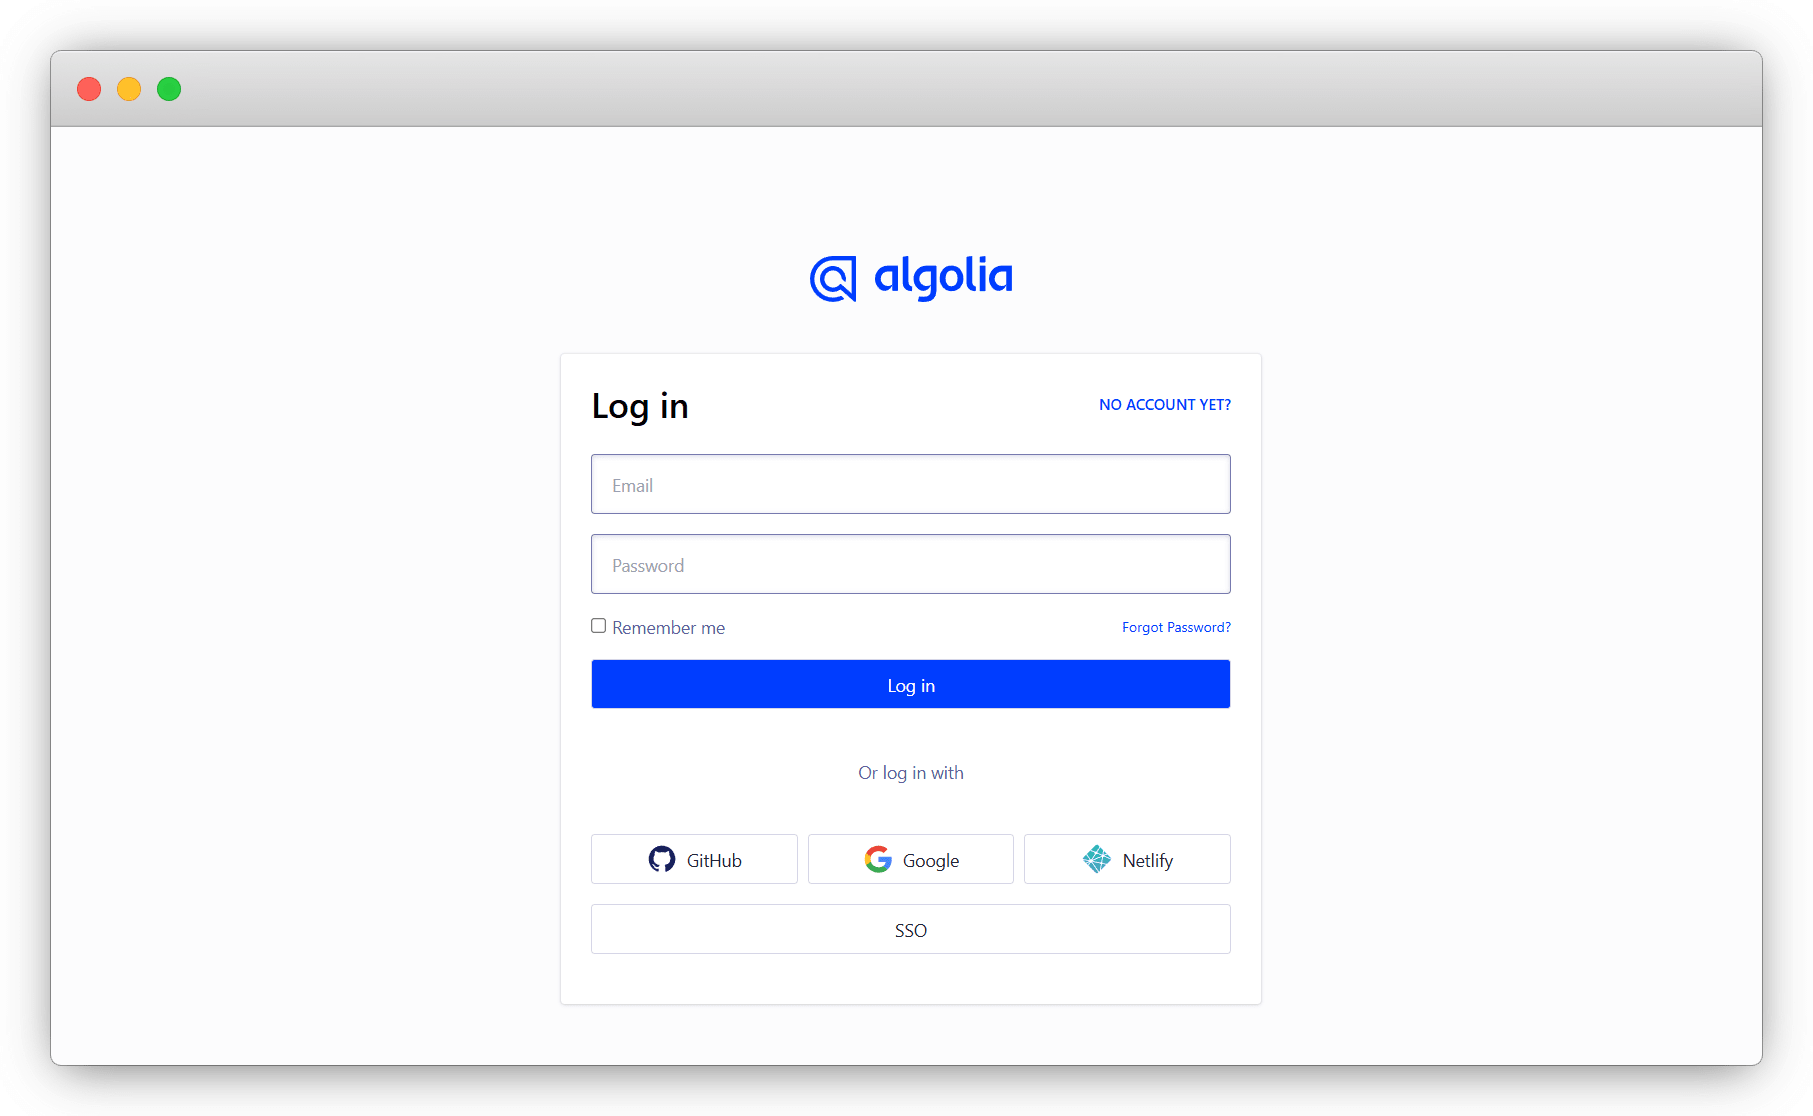 algolia
Log in
NO ACCOUNT YET?
Email
Password
Remember me
Forgot Password?
Log in
Or log in with
GitHub
Google
Netlify
SSO